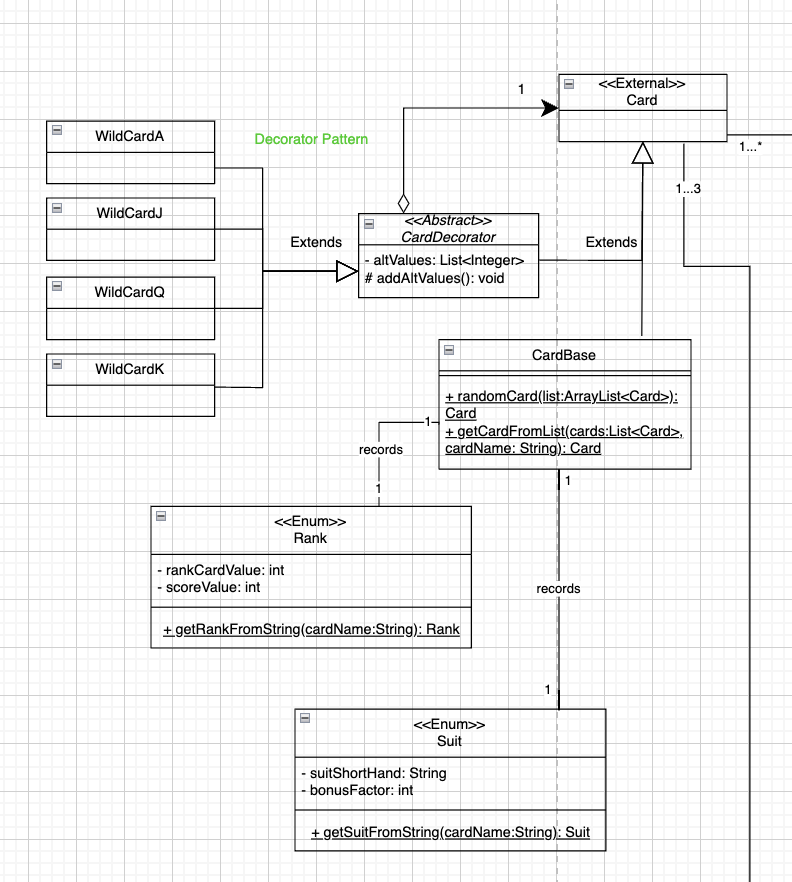 1
<<External>>
Card
1...*
WildCardA
Decorator Pattern
1...3
WildCardJ
<<Abstract>>
CardDecorator
- altValues: List<Integer>
# addAltValues(): void
Extends
Extends
WildCardQ
WildCardK
CardBase
+ randomCard(list:ArrayList<Card>):
Card
+ getCardFromList(cards:List<Card>,
cardName: String): Card
1
records
1
1
<<Enum>>
Rank
- rankCardValue: int
- scoreValue: int
+ getRankFromString(cardName:String): Rank
records
1
<<Enum>>
Suit
- suitShortHand: String
- bonusFactor: int
+ getSuitFromString(cardName:String): Suit